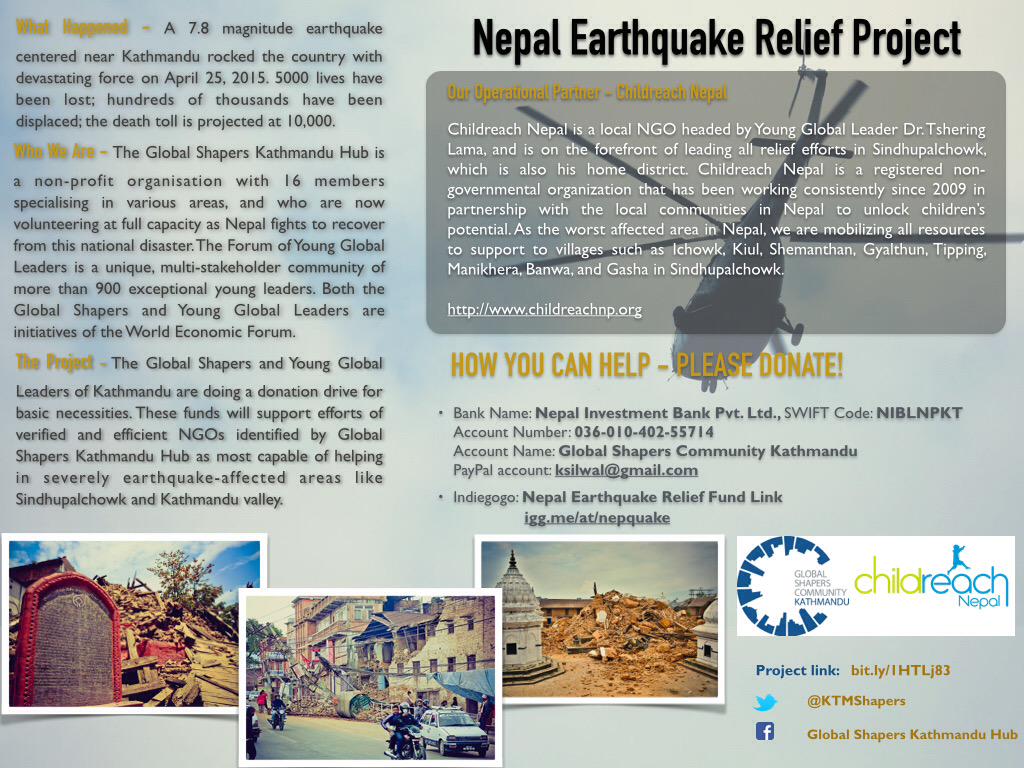 Nepal Earthquake Relief Project
What Happened – A 7.8 magnitude earthquake
centered near Kathmandu rocked the country with
devastating force on April 25, 2015. 5000 lives have
been lost; hundreds of thousands have been
displaced; the death toll is projected at 10,000.
Who We Are – The Global Shapers Kathmandu Hub is
a non-profit organisation with 16 members
specialising in various areas, and who are now
volunteering at full capacity as Nepal fights to recover
from this national disaster. The Forum of Young Global
Leaders is a unique, multi-stakeholder community of
more than 900 exceptional young leaders. Both the
Global Shapers and Young Global Leaders are
initiatives of the World Economic Forum.
The Project – The Global Shapers and Young Global
Leaders of Kathmandu are doing a donation drive for
basic necessities. These funds will support efforts of
verified and efficient NGOs identified by Global
Shapers Kathmandu Hub as most capable of helping
in severely earthquake-affected areas like
Sindhupalchowk and Kathmandu valley.
Our Operational Partner – Childreach Nepal
Childreach Nepal is a local NGO headed by Young Global Leader Dr. Tshering
Lama, and is on the forefront of leading all relief efforts in Sindhupalchowk,
which is also his home district. Childreach Nepal is a registered non-
governmental organization that has been working consistently since 2009 in
partnership with the local communities in Nepal to unlock children's
potential. As the worst affected area in Nepal, we are mobilizing all resources
to support to villages such as Ichowk, Kiul, Shemanthan, Gyalthun, Tipping,
Manikhera, Banwa, and Gasha in Sindhupalchowk.
http://www.childreachnp.org
HOW YOU CAN HELP – PLEASE DONATE!
• Bank Name: Nepal Investment Bank Pvt. Ltd., SWIFT Code: NIBLNPKT
Account Number: 036-010-402-55714
Account Name: Global Shapers Community Kathmandu
PayPal account: ksilwal@gmail.com
• Indiegogo: Nepal Earthquake Relief Fund Link
igg.me/at/nepquake
GLOBAL
SHAPERS
COMMUNITY
KATHMANDU
childreach
Nepal
Project link: bit.ly/1HTLj83
@KTMShapers
Global Shapers Kathmandu Hub